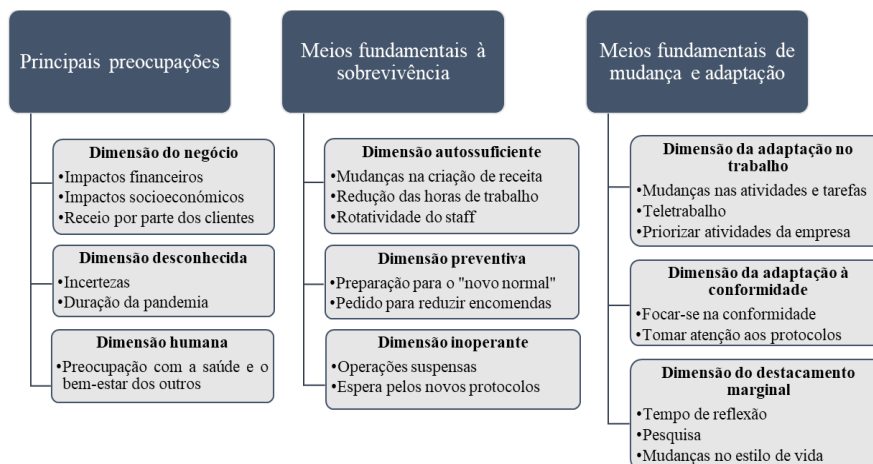 Principais preocupações
Dimensão do negócio
•Impactos financeiros
•Impactos socioeconómicos
•Receio por parte dos clientes
Dimensão desconhecida
•Incertezas
•Duração da pandemia
Dimensão humana
•Preocupação com a saúde e o
bem-estar dos outros
Meios fundamentais à
sobrevivência
Dimensão autossuficiente
•Mudanças na criação de receita
•Redução das horas de trabalho
•Rotatividade do staff
Dimensão preventiva
•Preparação para o "novo normal"
•Pedido para reduzir encomendas
Dimensão inoperante
•Operações suspensas
•Espera pelos novos protocolos
Meios fundamentais de
mudança e adaptação
Dimensão da adaptação no
trabalho
•Mudanças nas atividades e tarefas
•Teletrabalho
•Priorizar atividades da empresa
Dimensão da adaptação à
conformidade
•Focar-se na conformidade
•Tomar atenção aos protocolos
Dimensão do destacamento
marginal
•Tempo de reflexão
•Pesquisa
•Mudanças no estilo de vida